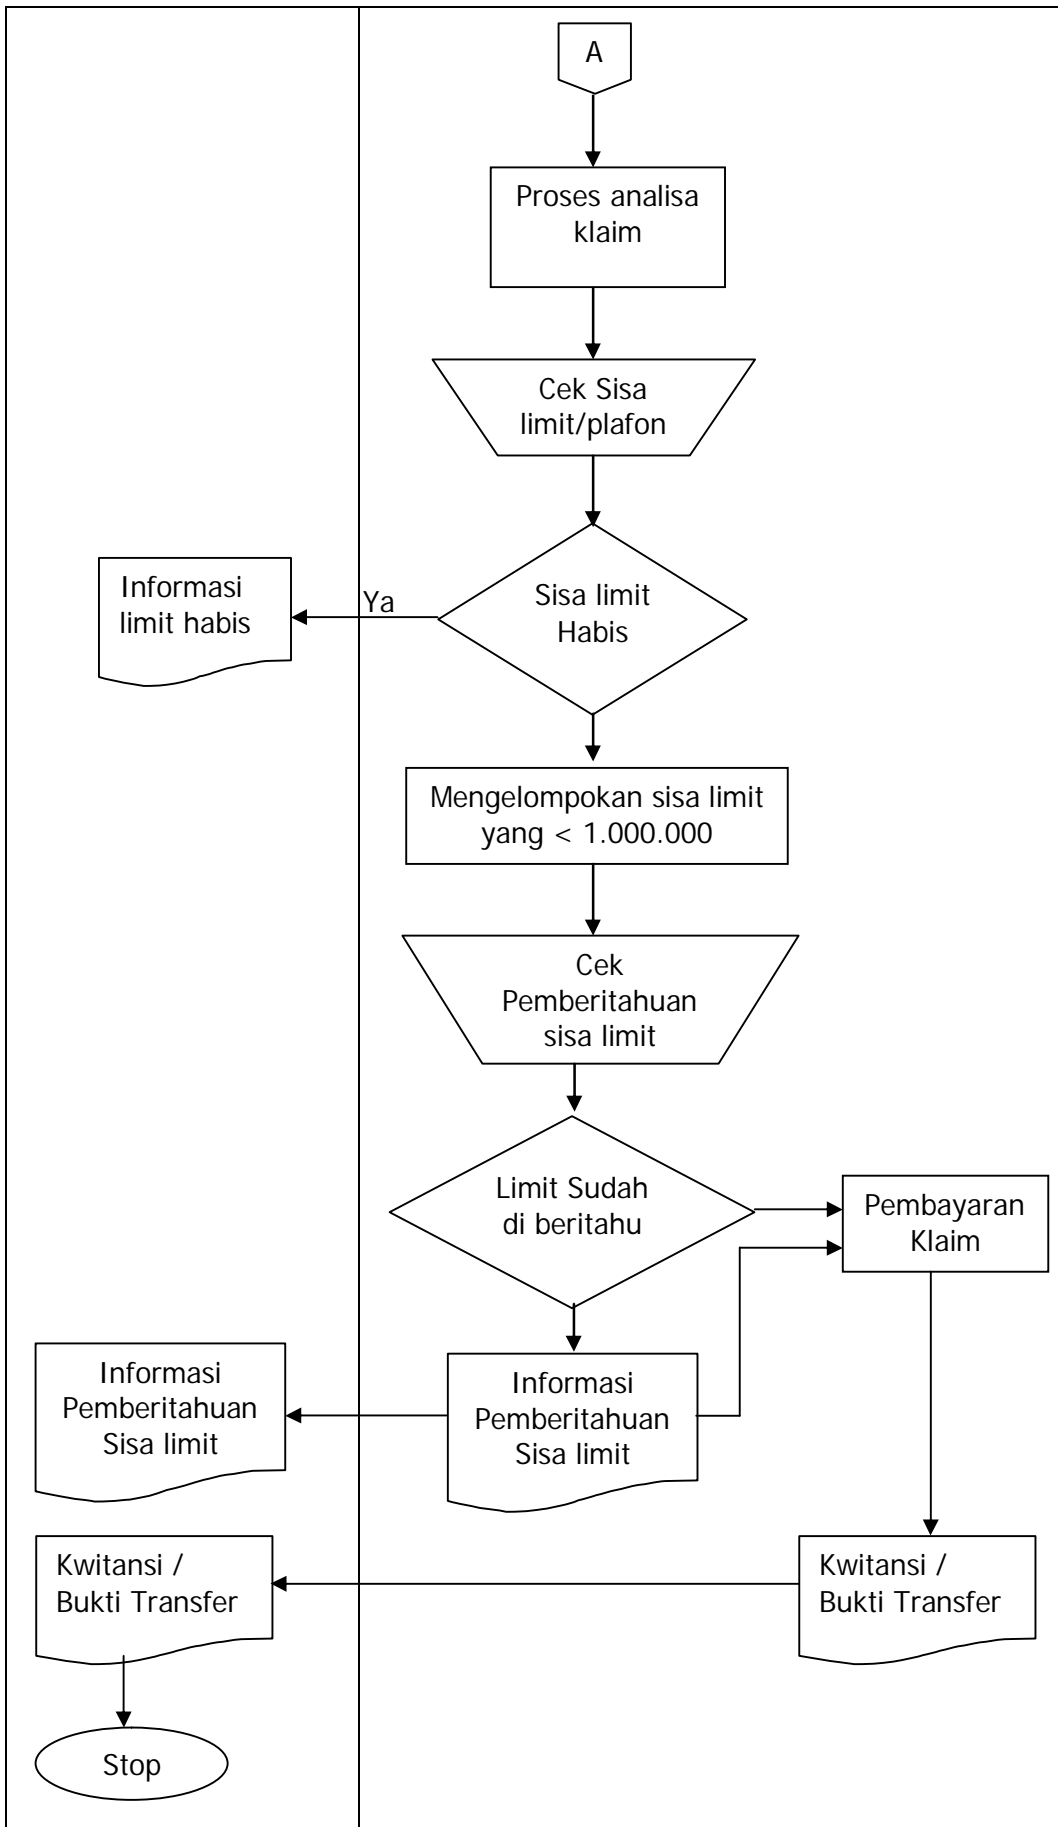 A
Proses analisa
klaim
Cek Sisa
limit/plafon
Sisa limit
Habis
Ya
Informasi
limit habis
Mengelompokan sisa limit
yang < 1.000.000
Cek
Pemberitahuan
sisa limit
Limit Sudah
di beritahu
Pembayaran
Klaim
Informasi
Pemberitahuan
Sisa limit
Informasi
Pemberitahuan
Sisa limit
Kwitansi /
Bukti Transfer
Kwitansi /
Bukti Transfer
Stop